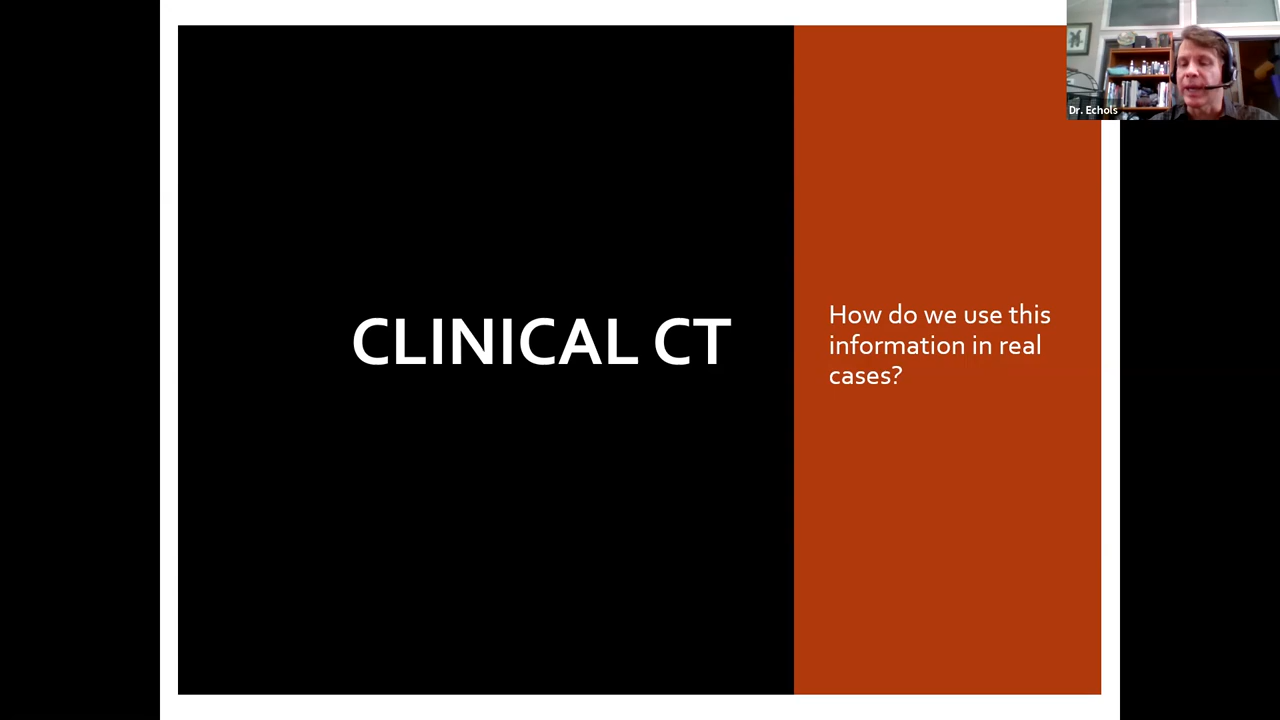 Dr. Echols
CLINICAL CT
How do we use this
information in real
cases?